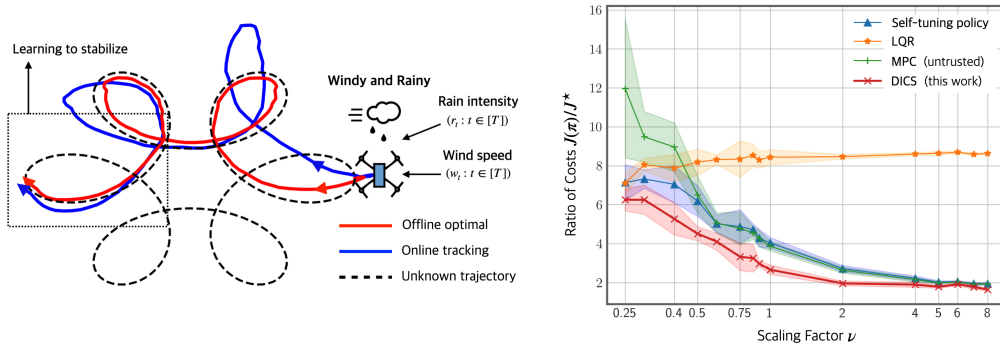 Learning to stabilize
Windy and Rainy
Rain intensity
(r_t : t ∈ [T])
Wind speed
(w_t : t ∈ [T])
Offline optimal
Online tracking
Unknown trajectory
Ratio of Costs J(π)/J★
16
14
12
10
8
6
4
2
Self-tuning policy
LQR
MPC (untrusted)
DICS (this work)
0.25 0.4 0.5 0.75 1 2 4 5 6 8
Scaling Factor ν